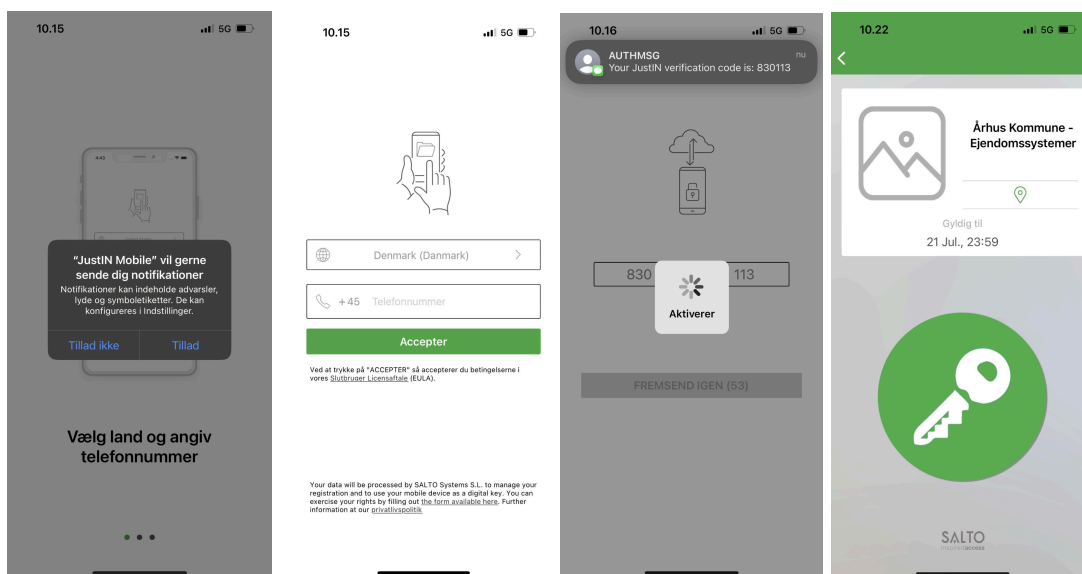 10.15
5G
4:43
"JustIN Mobile" vil gerne
sende dig notifikationer
Notifikationer kan indeholde advarsler,
lyde og symboletiketter. De kan
konfigureres i Indstillinger.
Tillad ikke
Tillad
Vælg land og angiv
telefonnummer
10.15
5G
Denmark (Danmark)
+45 Telefonnummer
Accepter
Ved at trykke på "ACCEPTER" så accepterer du betingelserne i
vores Slutbruger Licensaftale (EULA).
Your data will be processed by SALTO Systems S.L. to manage your
registration and to use your mobile device as a digital key. You can
exercise your rights by filling out the form available here. Further
information at our privatlivspolitik
10.16
5G
AUTHMSG
nu
Your JustIN verification code is: 830113
830
113
Aktiverer
FREMSEND IGEN (53)
10.22
5G
Århus Kommune -
Ejendomssystemer
Gyldig til
21 Jul., 23:59
SALTO
inspiredaccess